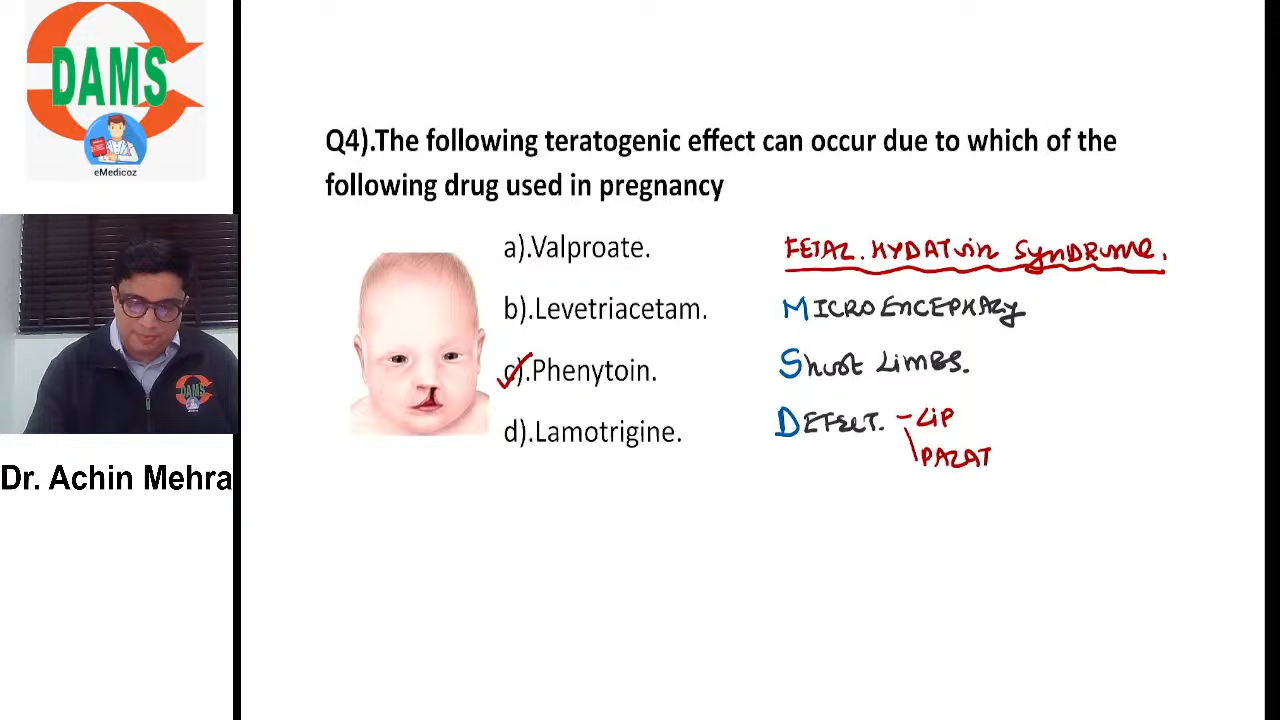 DAMS
eMedicoz
Q4).The following teratogenic effect can occur due to which of the
following drug used in pregnancy
a).Valproate.
b).Levetriacetam.
c).Phenytoin.
d).Lamotrigine.
FETAL HYDATOIN SYNDROME.
MICROENCEPHALY
Short Limbs.
DEFECT. - LIP
PALAT
Dr. Achin Mehra